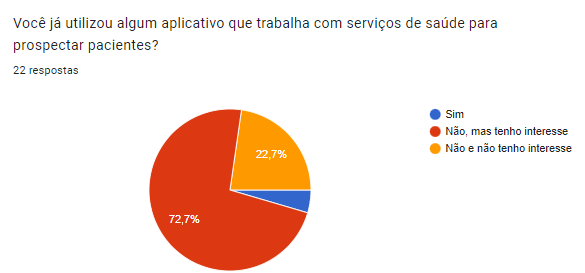 Você já utilizou algum aplicativo que trabalha com serviços de saúde para
prospectar pacientes?
22 respostas
Sim
Não, mas tenho interesse
Não e não tenho interesse
22,7%
72,7%